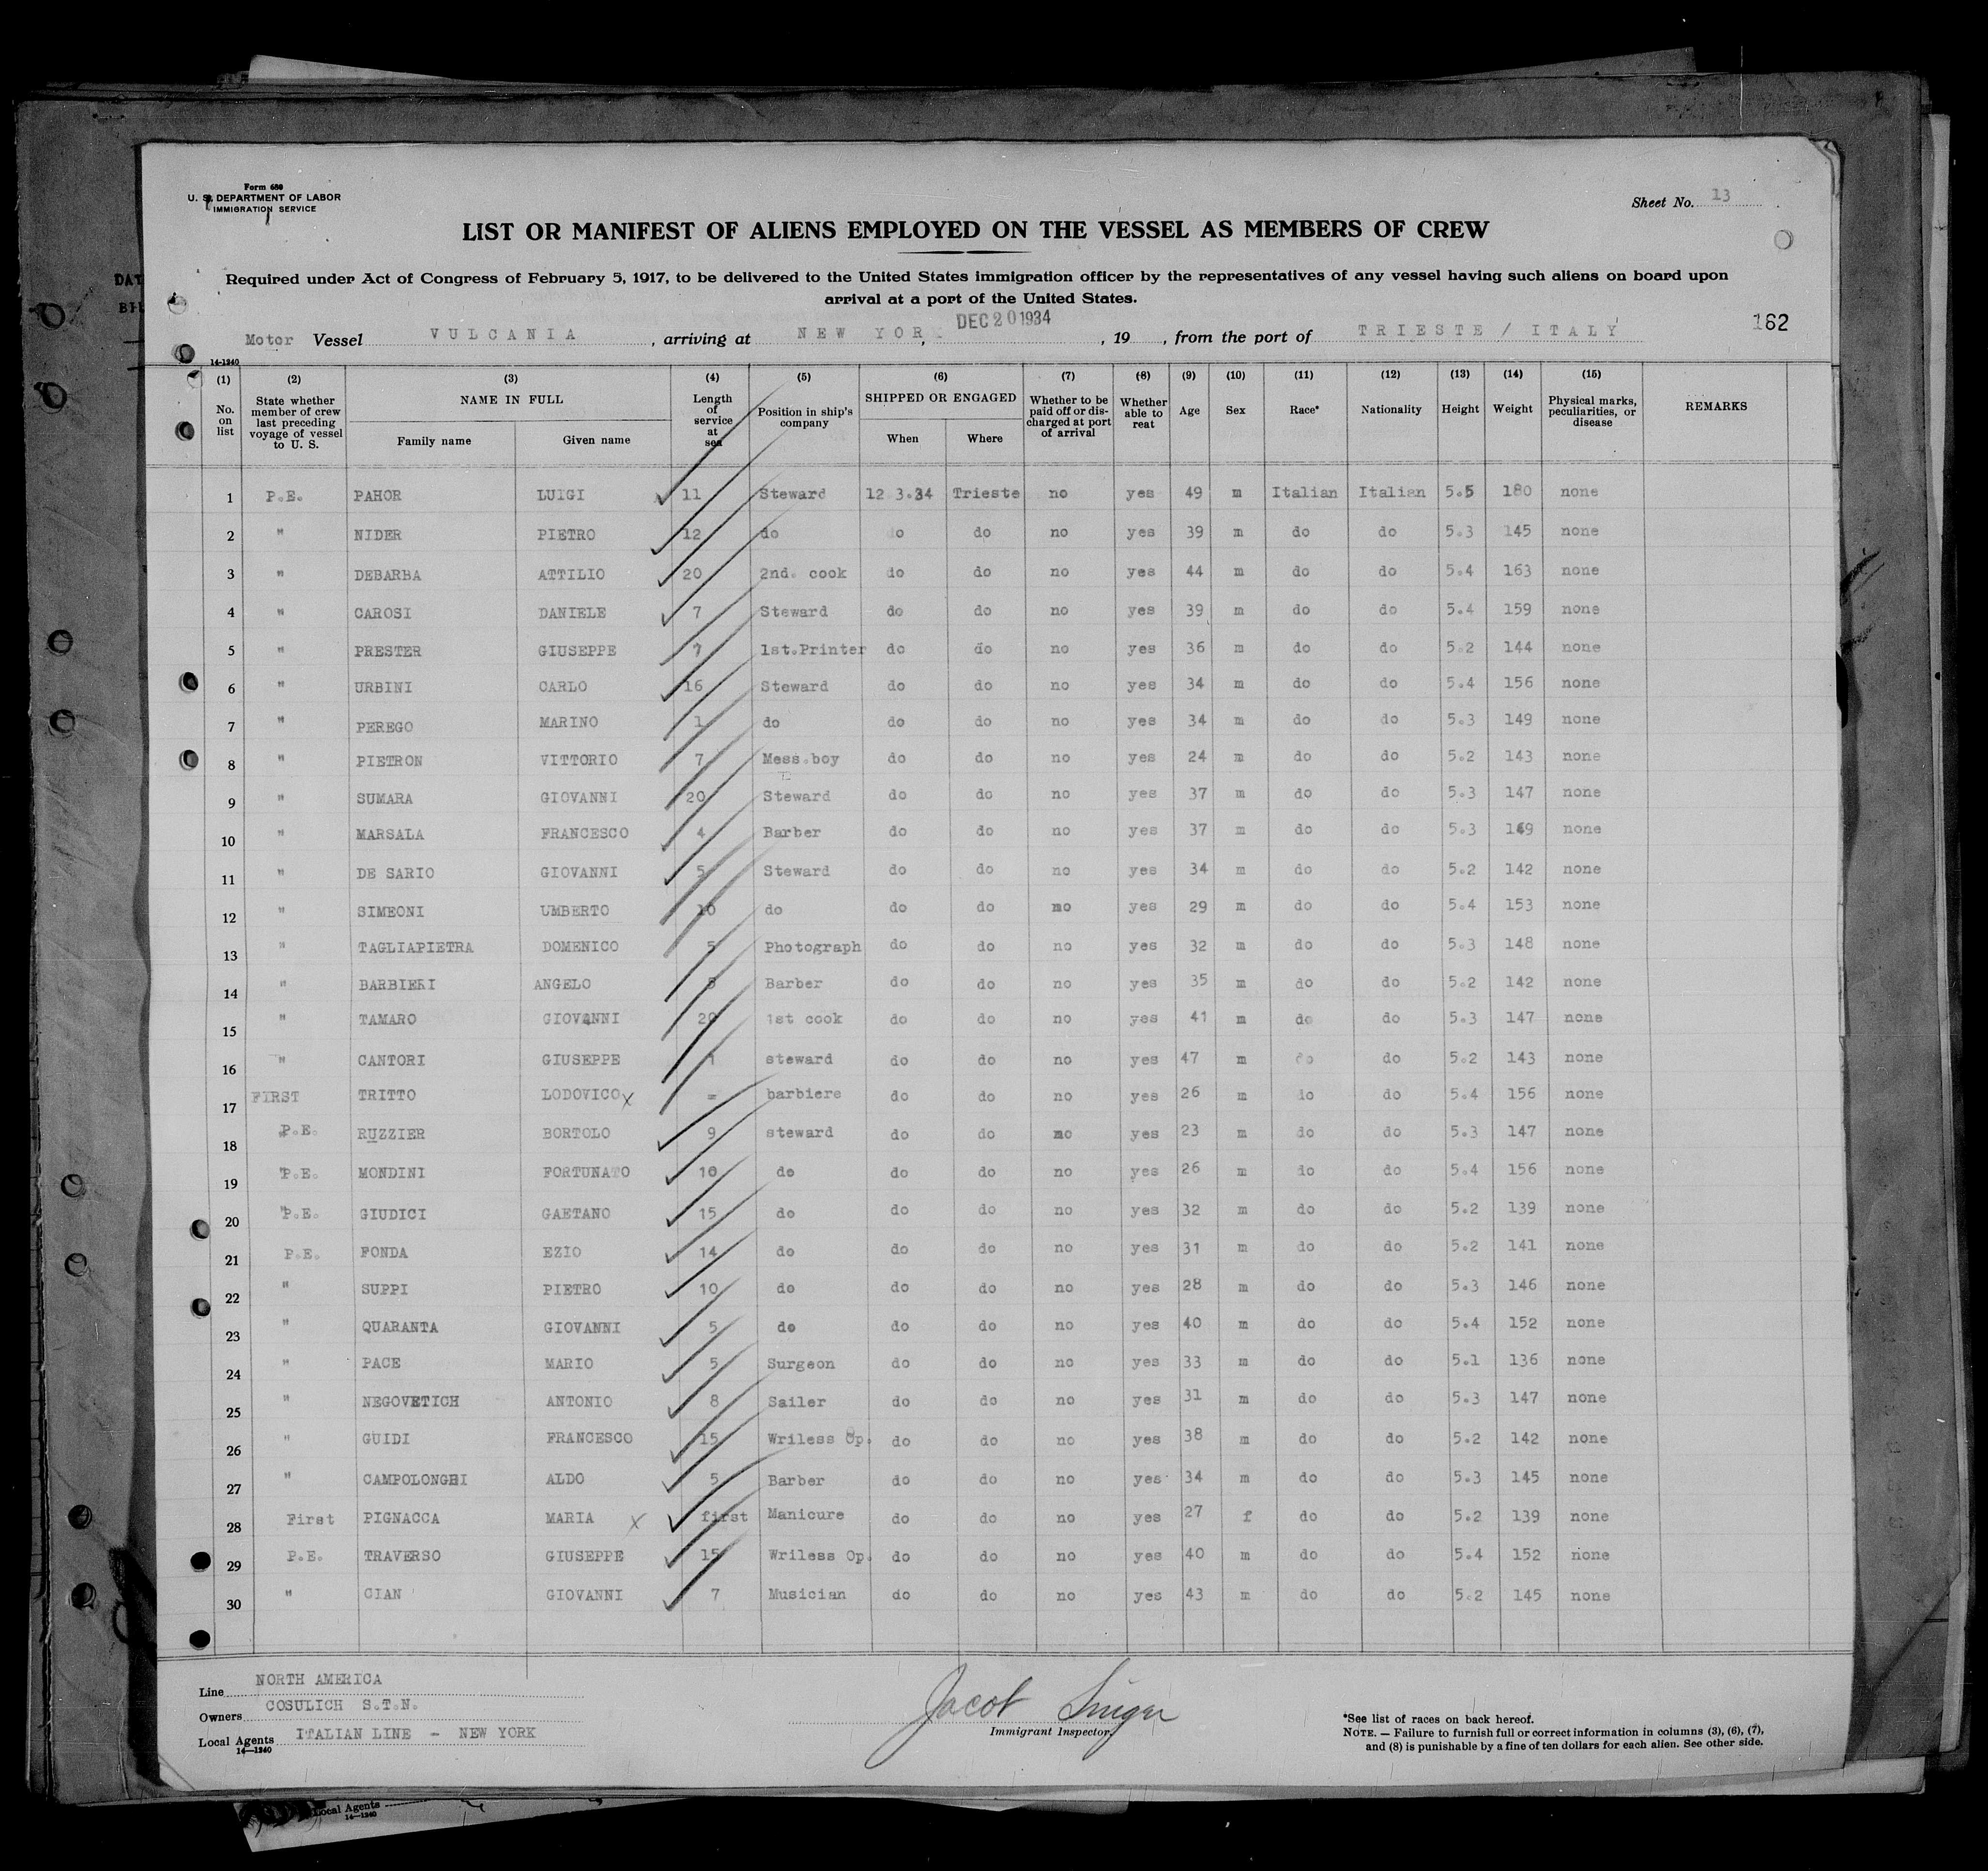 Form 680
U. S. DEPARTMENT OF LABOR
IMMIGRATION SERVICE
Sheet No. 13
LIST OR MANIFEST OF ALIENS EMPLOYED ON THE VESSEL AS MEMBERS OF CREW
Required under Act of Congress of February 5, 1917, to be delivered to the United States immigration officer by the representatives of any vessel having such aliens on board upon
arrival at a port of the United States.
Motor Vessel VULCANIA, arriving at NEW YOR, DEC 20 1934, 19 , from the port of TRIESTE / ITALY 162
14-1240
(1) (2) (3) (4) (5) (6) (7) (8) (9) (10) (11) (12) (13) (14) (15)
No. on list State whether member of crew last preceding voyage of vessel to U. S. NAME IN FULL Family name Given name Length of service at sea Position in ship's company SHIPPED OR ENGAGED When Where Whether to be paid off or discharged at port of arrival Whether able to reat Age Sex Race* Nationality Height Weight Physical marks, peculiarities, or disease REMARKS
1 P.E. PAHOR LUIGI 11 Steward 12 3.34 Trieste no yes 49 m Italian Italian 5.5 180 none
2 " NIDER PIETRO 12 do do do no yes 39 m do do 5.3 145 none
3 " DEBARBA ATTILIO 20 2nd. cook do do no yes 44 m do do 5.4 163 none
4 " CAROSI DANIELE 7 Steward do do no yes 39 m do do 5.4 159 none
5 " PRESTER GIUSEPPE 7 1st.Printer do do no yes 36 m do do 5.2 144 none
6 " URBINI CARLO 16 Steward do do no yes 34 m do do 5.4 156 none
7 " PEREGO MARINO 1 do do do no yes 34 m do do 5.3 149 none
8 " PIETRON VITTORIO 7 Mess.boy do do no yes 24 m do do 5.2 143 none
9 " SUMARA GIOVANNI 20 Steward do do no yes 37 m do do 5.3 147 none
10 " MARSALA FRANCESCO 4 Barber do do no yes 37 m do do 5.3 149 none
11 " DE SARIO GIOVANNI 5 Steward do do no yes 34 m do do 5.2 142 none
12 " SIMEONI UMBERTO 10 do do do no yes 29 m do do 5.4 153 none
13 " TAGLIAPIETRA DOMENICO 5 Photograph do do no yes 32 m do do 5.3 148 none
14 " BARBIERI ANGELO 5 Barber do do no yes 35 m do do 5.2 142 none
15 " TAMARO GIOVANNI 20 1st cook do do no yes 41 m do do 5.3 147 none
16 " CANTORI GIUSEPPE steward do do no yes 47 m do do 5.2 143 none
17 FIRST TRITTO LODOVICO x = barbiere do do no yes 26 m do do 5.4 156 none
18 P.E. RUZZIER BORTOLO 9 steward do do no yes 23 m do do 5.3 147 none
19 P.E. MONDINI FORTUNATO 10 do do do no yes 26 m do do 5.4 156 none
20 P.E. GIUDICI GAETANO 15 do do do no yes 32 m do do 5.2 139 none
21 P.E. FONDA EZIO 14 do do do no yes 31 m do do 5.2 141 none
22 " SUPPI PIETRO 10 do do do no yes 28 m do do 5.3 146 none
23 " QUARANTA GIOVANNI 5 do do do no yes 40 m do do 5.4 152 none
24 " PACE MARIO 5 Surgeon do do no yes 33 m do do 5.1 136 none
25 " NEGOVETICH ANTONIO 8 Sailer do do no yes 31 m do do 5.3 147 none
26 " GUIDI FRANCESCO 15 Wriless Op. do do no yes 38 m do do 5.2 142 none
27 " CAMPOLONGHI ALDO 5 Barber do do no yes 34 m do do 5.3 145 none
28 First PIGNACCA MARIA x first Manicure do do no yes 27 f do do 5.2 139 none
29 P.E. TRAVERSO GIUSEPPE 15 Wriless Op. do do no yes 40 m do do 5.4 152 none
30 " CIAN GIOVANNI 7 Musician do do no yes 43 m do do 5.2 145 none
Line NORTH AMERICA
Owners COSULICH S.T.N.
Local Agents ITALIAN LINE - NEW YORK
14-1240
Jacob Singer
Immigrant Inspector.
*See list of races on back hereof.
NOTE. — Failure to furnish full or correct information in columns (3), (6), (7),
and (8) is punishable by a fine of ten dollars for each alien. See other side.
Local Agents
14-1240